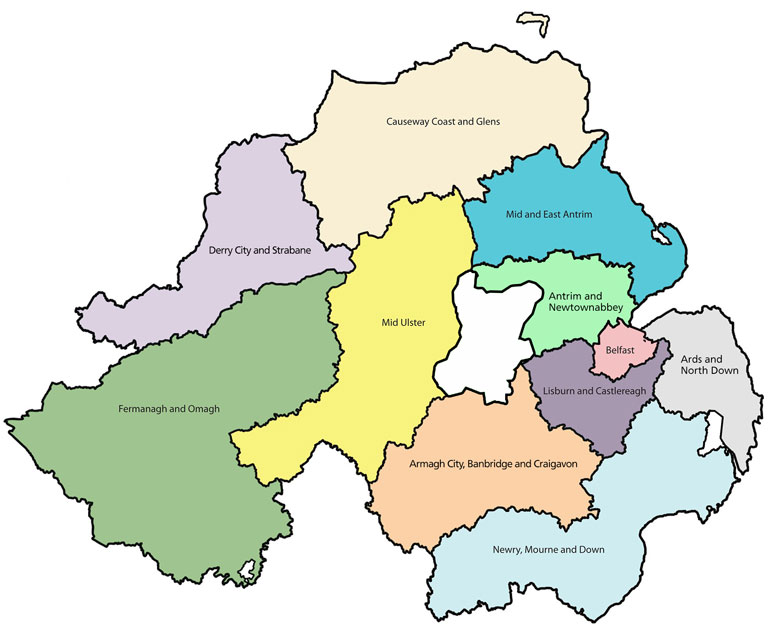 Causeway Coast and Glens
Mid and East Antrim
Derry City and Strabane
Antrim and
Newtownabbey
Mid Ulster
Belfast
Ards and
North Down
Lisburn and Castlereagh
Fermanagh and Omagh
Armagh City, Banbridge and Craigavon
Newry, Mourne and Down